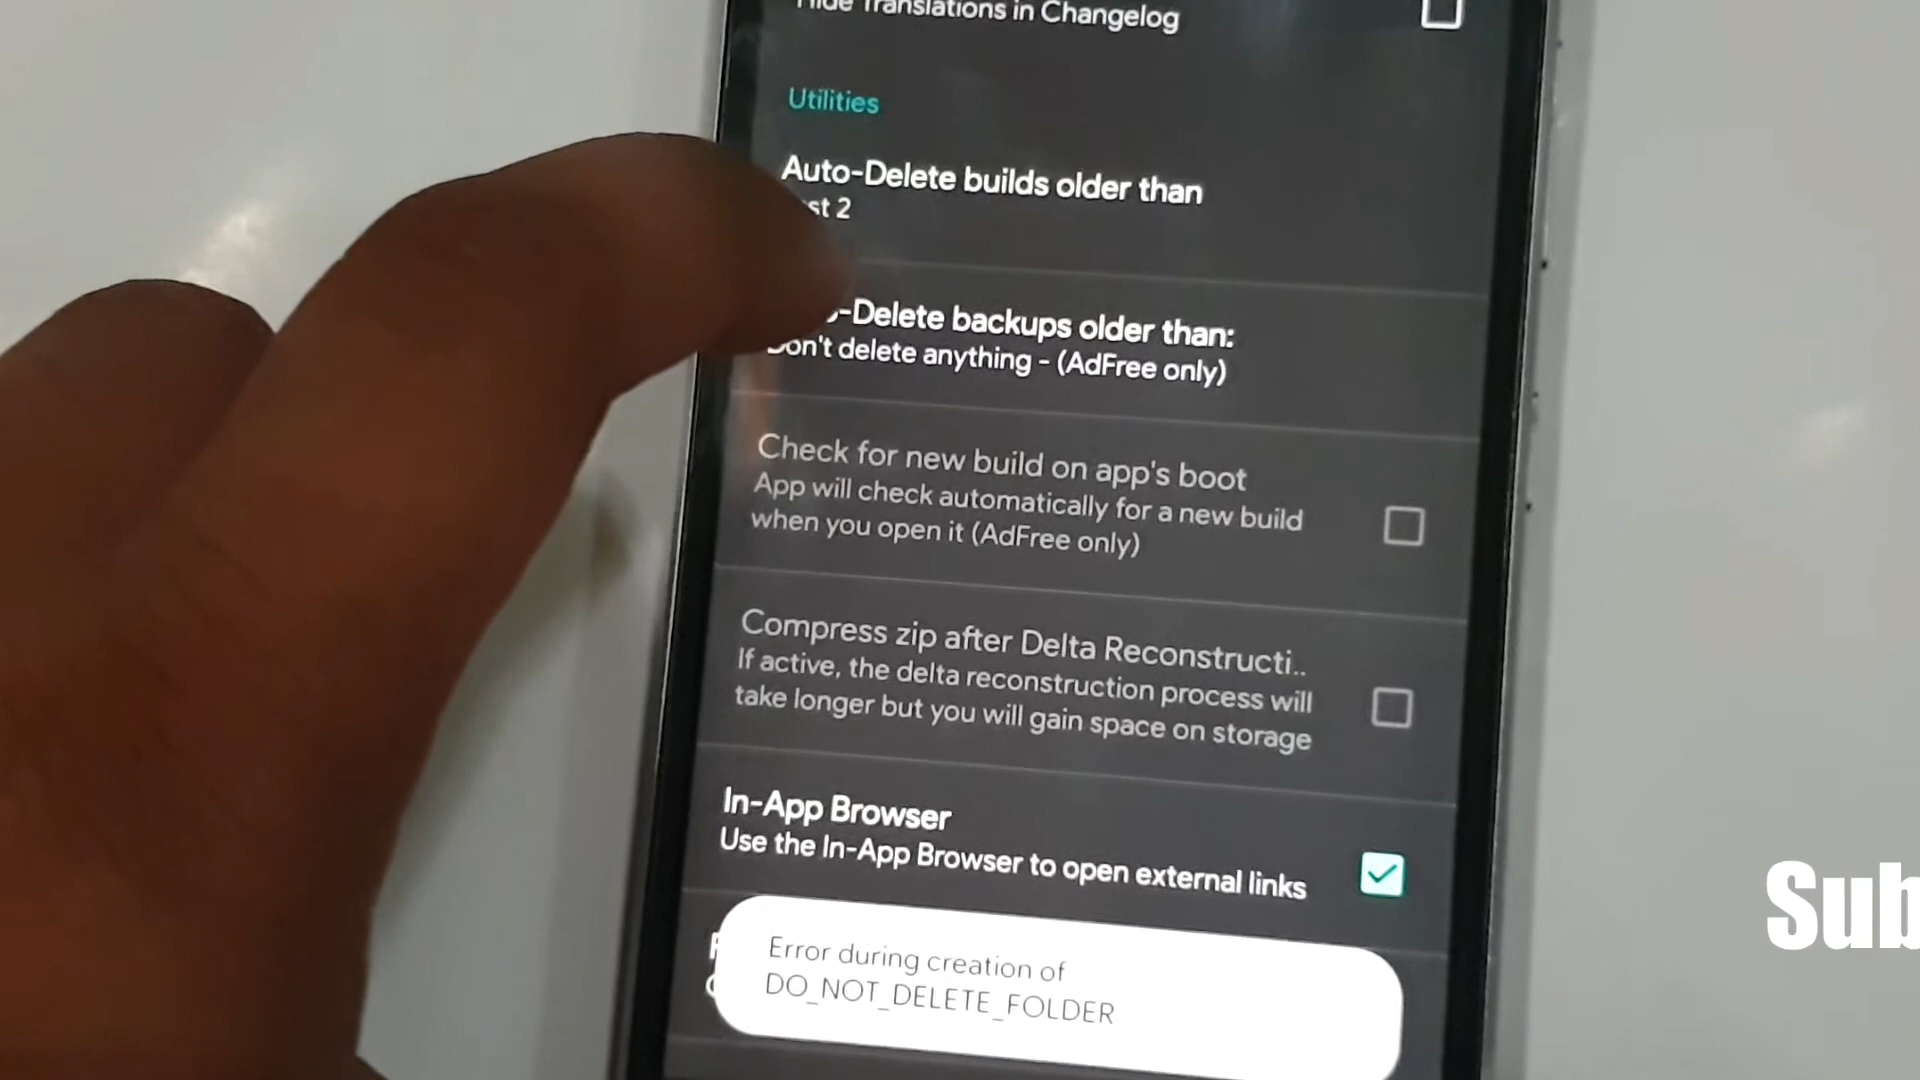 Translations in Changelog
Utilities
Auto-Delete builds older than
st 2
-Delete backups older than:
Don't delete anything - (AdFree only)
Check for new build on app's boot
App will check automatically for a new build
when you open it (AdFree only)
Compress zip after Delta Reconstructi..
If active, the delta reconstruction process will
take longer but you will gain space on storage
In-App Browser
Use the In-App Browser to open external links
Error during creation of
DO_NOT_DELETE_FOLDER
Sub